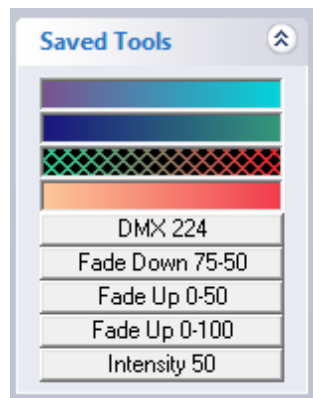 Saved Tools
DMX 224
Fade Down 75-50
Fade Up 0-50
Fade Up 0-100
Intensity 50